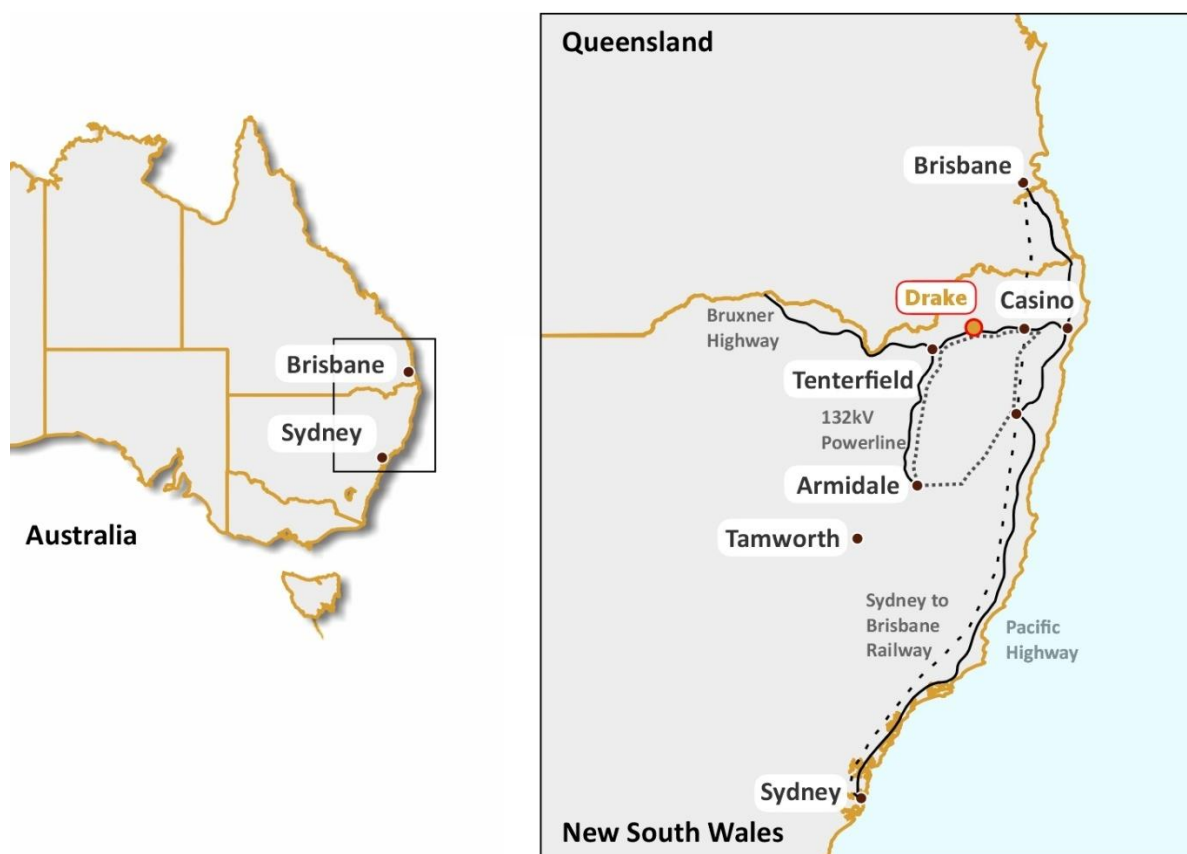 Brisbane
Sydney
Australia
Queensland
Brisbane
Drake
Casino
Bruxner
Highway
Tenterfield
132kV
Powerline
Armidale
Tamworth
Sydney to
Brisbane
Railway
Pacific
Highway
Sydney
New South Wales